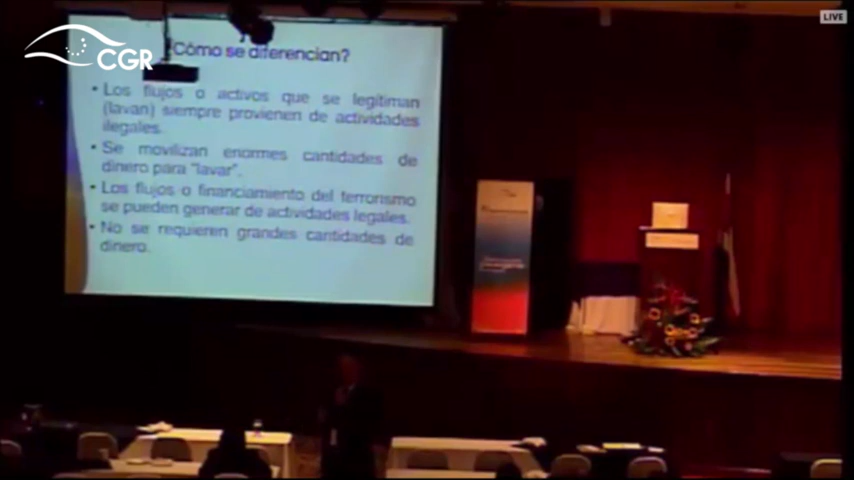 LIVE
CGR
¿Cómo se diferencian?
• Los flujos o activos que se legitiman
(lavan) siempre provienen de actividades
ilegales.
• Se movilizan enormes cantidades de
dinero para "lavar".
• Los flujos o financiamiento del terrorismo
se pueden generar de actividades legales.
• No se requieren grandes cantidades de
dinero.